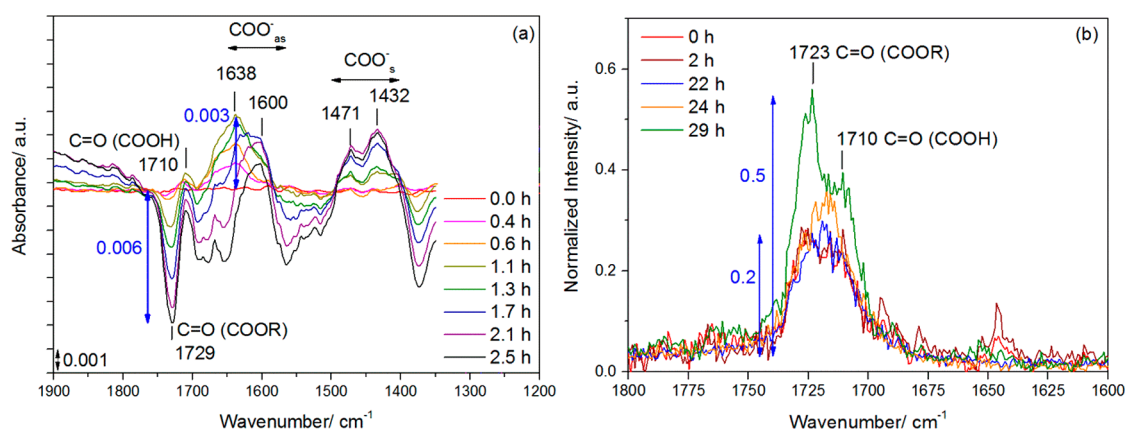 (a)
COO⁻as
COO⁻s
1638
1600
0.003
1471
1432
C=O (COOH)
1710
0.006
C=O (COOR)
1729
0.001
0.0 h
0.4 h
0.6 h
1.1 h
1.3 h
1.7 h
2.1 h
2.5 h
Absorbance/ a.u.
1900 1800 1700 1600 1500 1400 1300 1200
Wavenumber/ cm⁻¹
(b)
0 h
2 h
22 h
24 h
29 h
1723 C=O (COOR)
1710 C=O (COOH)
0.5
0.2
Normalized Intensity/ a.u.
0.6
0.4
0.2
0.0
1800 1775 1750 1725 1700 1675 1650 1625 1600
Wavenumber/ cm⁻¹